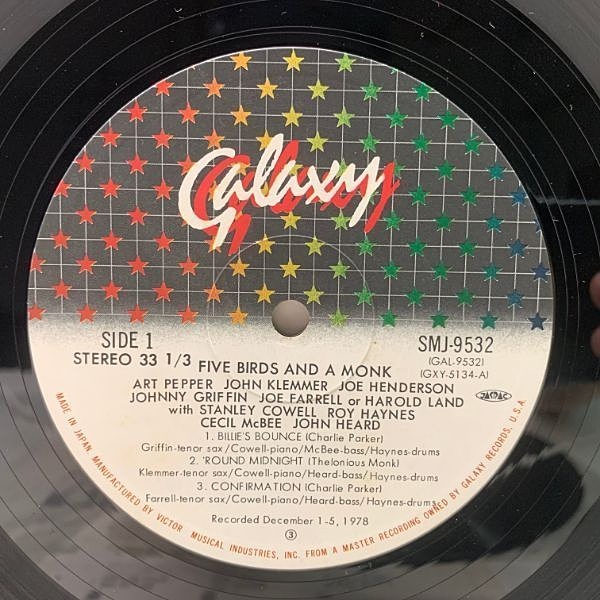 Galaxy
SIDE 1
STEREO 33 1/3
SMJ-9532
(GAL-9532)
(GXY-5134-A)
JASRAC
FIVE BIRDS AND A MONK
ART PEPPER JOHN KLEMMER JOE HENDERSON
JOHNNY GRIFFIN JOE FARRELL or HAROLD LAND
with STANLEY COWELL ROY HAYNES
CECIL McBEE JOHN HEARD
1. BILLIE'S BOUNCE (Charlie Parker)
Griffin-tenor sax/Cowell-piano/McBee-bass/Haynes-drums
2. 'ROUND MIDNIGHT (Thelonious Monk)
Klemmer-tenor sax/Cowell-piano/Heard-bass/Haynes-drums
3. CONFIRMATION (Charlie Parker)
Farrell-tenor sax/Cowell-piano/Heard-bass/Haynes-drums
Recorded December 1-5, 1978
③
MADE IN JAPAN MANUFACTURED BY VICTOR MUSICAL INDUSTRIES, INC. FROM A MASTER RECORDING OWNED BY GALAXY RECORDS, U.S.A.